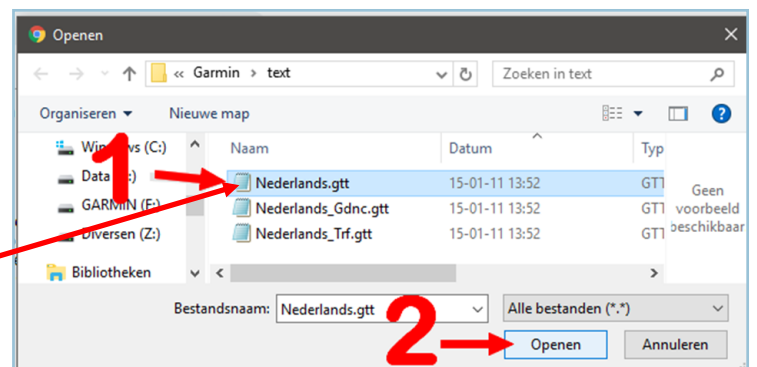 Openen
« Garmin > text
Zoeken in text
Organiseren
Nieuwe map
Windows (C:)
Data
GARMIN (F:)
Diversen (Z:)
Bibliotheken
Naam Datum Typ
Nederlands.gtt 15-01-11 13:52 GTT
Nederlands_Gdnc.gtt 15-01-11 13:52 GTT
Nederlands_Trf.gtt 15-01-11 13:52 GTT
Geen
voorbeeld
beschikbaar
1
Bestandsnaam: Nederlands.gtt
Alle bestanden (*.*)
2
Openen
Annuleren